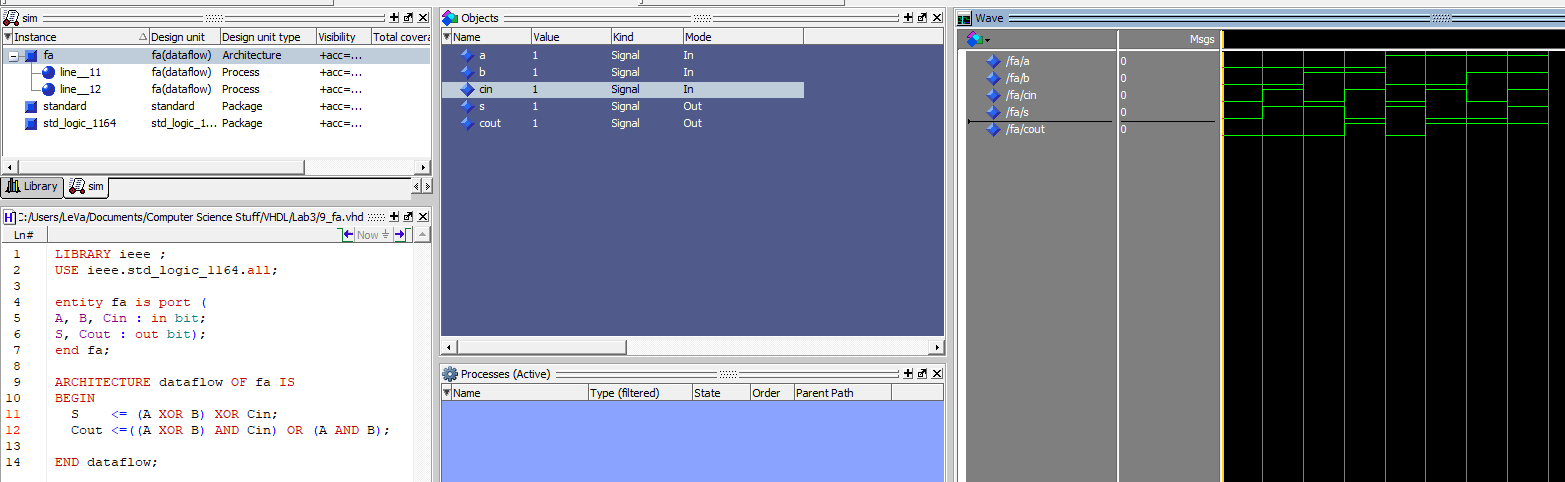 sim
Instance Design unit Design unit type Visibility Total covera
fa fa(dataflow) Architecture +acc=...
line__11 fa(dataflow) Process +acc=...
line__12 fa(dataflow) Process +acc=...
standard standard Package +acc=...
std_logic_1164 std_logic_1... Package +acc=...
Library sim
C:/Users/LeVa/Documents/Computer Science Stuff/VHDL/Lab3/9_fa.vhd
Ln# Now
1 LIBRARY ieee ;
2 USE ieee.std_logic_1164.all;
3
4 entity fa is port (
5 A, B, Cin : in bit;
6 S, Cout : out bit);
7 end fa;
8
9 ARCHITECTURE dataflow OF fa IS
10 BEGIN
11 S <= (A XOR B) XOR Cin;
12 Cout <=((A XOR B) AND Cin) OR (A AND B);
13
14 END dataflow;
Objects
Name Value Kind Mode
a 1 Signal In
b 1 Signal In
cin 1 Signal In
s 1 Signal Out
cout 1 Signal Out
Processes (Active)
Name Type (filtered) State Order Parent Path
Wave
Msgs
/fa/a 0
/fa/b 0
/fa/cin 0
/fa/s 0
/fa/cout 0